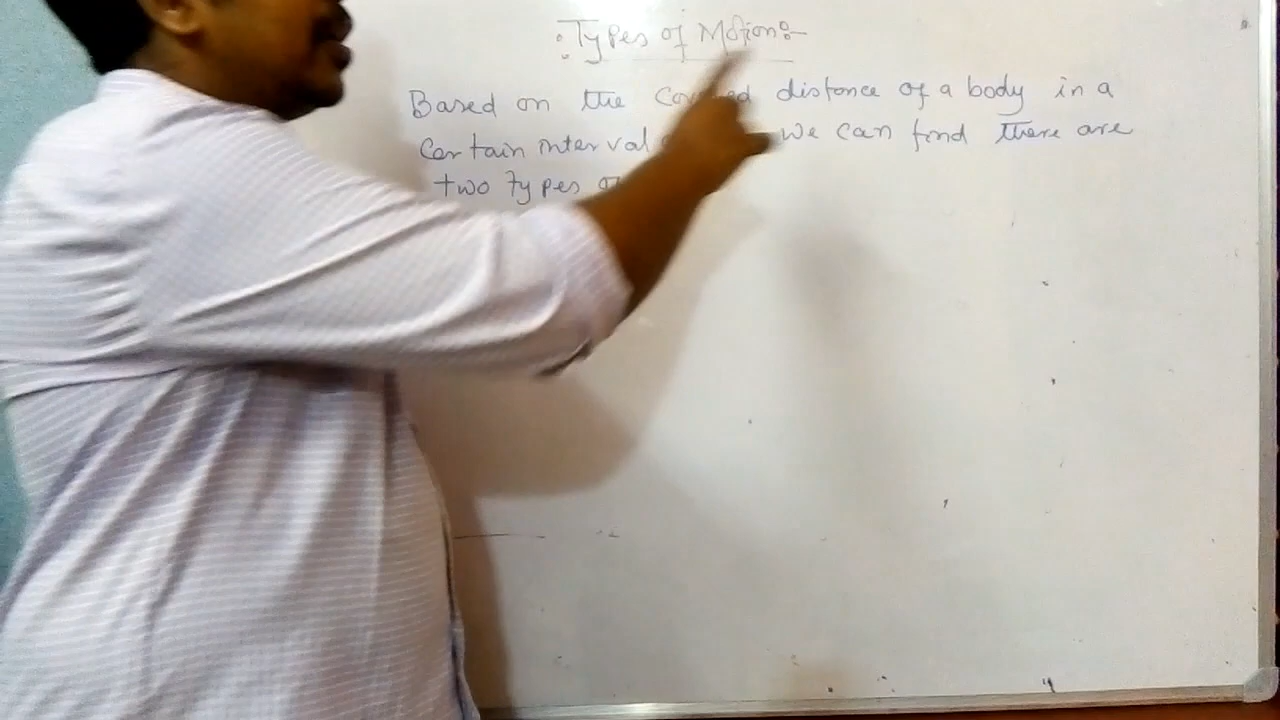 :Types of Motion:-
Based on the distance of a body in a
Certain interval we can find there are
two types